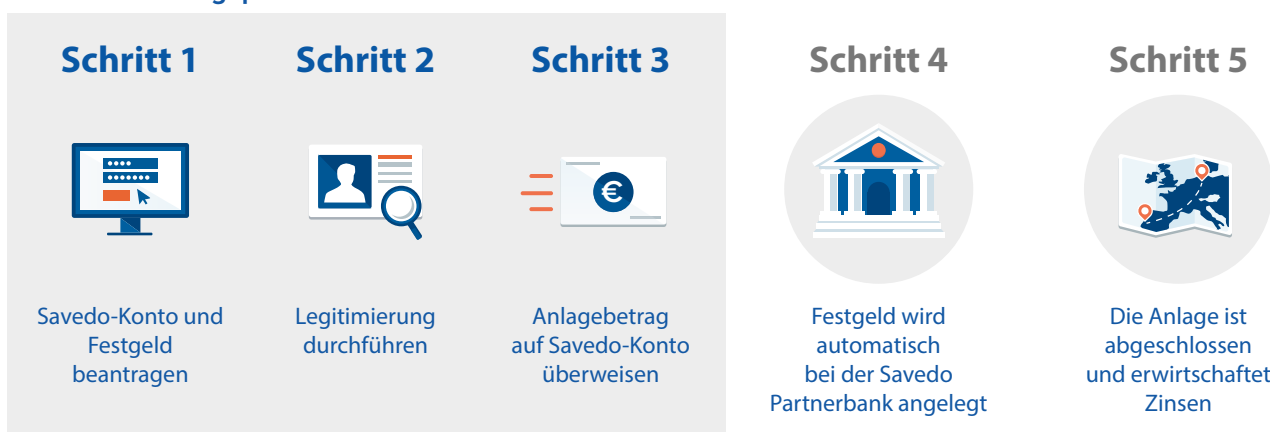 Schritt 1
Schritt 2
Schritt 3
Schritt 4
Schritt 5
€
Savedo-Konto und
Festgeld
beantragen
Legitimierung
durchführen
Anlagebetrag
auf Savedo-Konto
überweisen
Festgeld wird
automatisch
bei der Savedo
Partnerbank angelegt
Die Anlage ist
abgeschlossen
und erwirtschaftet
Zinsen